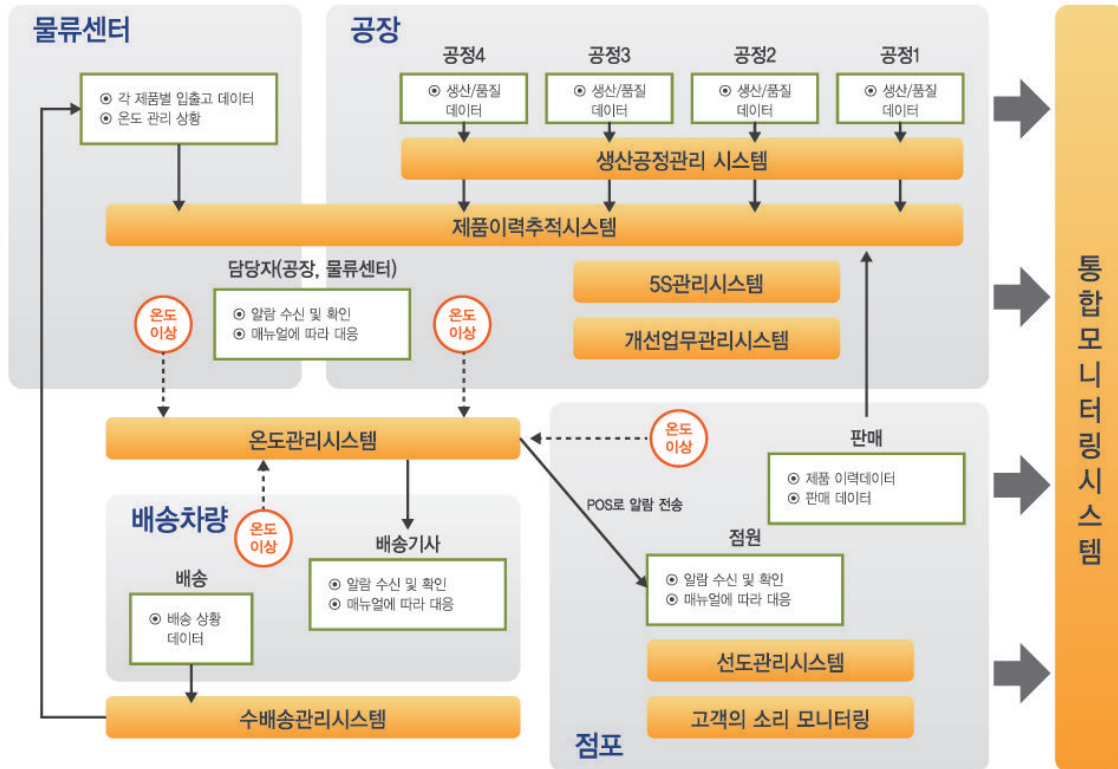 물류센터
◉ 각 제품별 입출고 데이터
◉ 온도 관리 상황
공장
공정4
◉ 생산/품질
데이터
공정3
◉ 생산/품질
데이터
공정2
◉ 생산/품질
데이터
공정1
◉ 생산/품질
데이터
생산공정관리 시스템
제품이력추적시스템
담당자(공장, 물류센터)
◉ 알람 수신 및 확인
◉ 매뉴얼에 따라 대응
온도
이상
온도
이상
5S관리시스템
개선업무관리시스템
온도관리시스템
온도
이상
배송차량
온도
이상
배송
◉ 배송 상황
데이터
배송기사
◉ 알람 수신 및 확인
◉ 매뉴얼에 따라 대응
수배송관리시스템
POS로 알람 전송
판매
◉ 제품 이력데이터
◉ 판매 데이터
점원
◉ 알람 수신 및 확인
◉ 매뉴얼에 따라 대응
선도관리시스템
고객의 소리 모니터링
점포
통합모니터링시스템